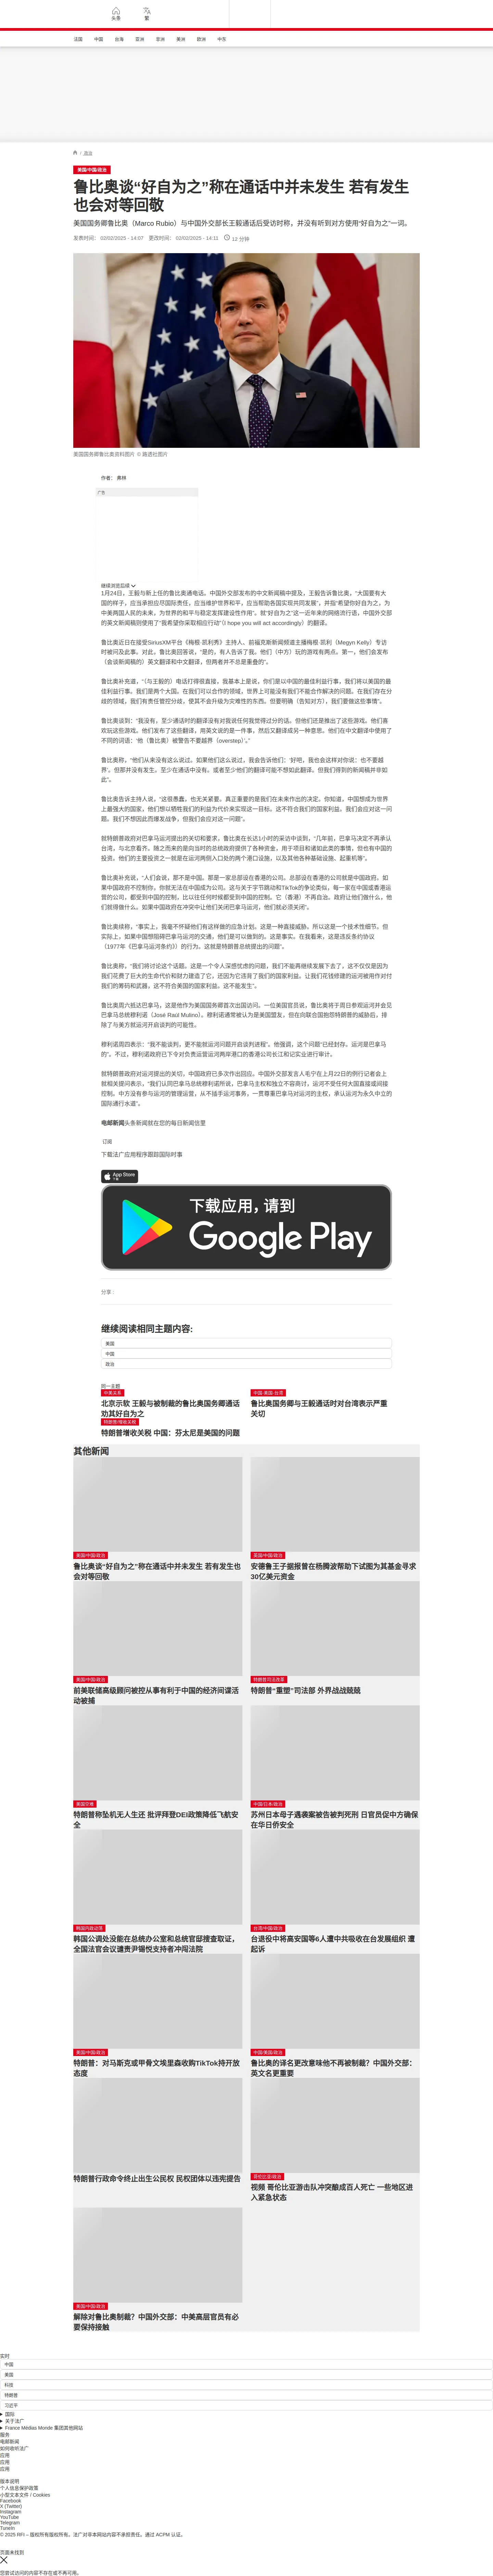 头条
繁
法国
中国
台海
亚洲
非洲
美洲
欧洲
中东
/ 政治
美国/中国/政治
鲁比奥谈“好自为之”称在通话中并未发生 若有发生
也会对等回敬
美国国务卿鲁比奥（Marco Rubio）与中国外交部长王毅通话后受访时称，并没有听到对方使用“好自为之”一词。
发表时间： 02/02/2025 - 14:07 更改时间： 02/02/2025 - 14:11 12 分钟
美国国务卿鲁比奥资料图片 © 路透社图片
作者： 弗林
广告
继续浏览后续
1月24日，王毅与新上任的鲁比奥通电话。中国外交部发布的中文新闻稿中提及，王毅告诉鲁比奥，“大国要有大
国的样子，应当承担应尽国际责任，应当维护世界和平，应当帮助各国实现共同发展”，并指“希望你好自为之，为
中美两国人民的未来，为世界的和平与稳定发挥建设性作用”。就“好自为之”这一近年来的网络流行语，中国外交部
的英文新闻稿则使用了“我希望你采取相应行动”（I hope you will act accordingly）的翻译。
鲁比奥近日在接受SiriusXM平台《梅根·凯利秀》主持人、前福克斯新闻频道主播梅根·凯利（Megyn Kelly）专访
时被问及此事。对此，鲁比奥回答说，“是的，有人告诉了我。他们（中方）玩的游戏有两点。第一，他们会发布
（会谈新闻稿的）英文翻译和中文翻译，但两者并不总是重叠的”。
鲁比奥补充道，“（与王毅的）电话打得很直接，我基本上是说，你们是以中国的最佳利益行事，我们将以美国的最
佳利益行事。我们是两个大国。在我们可以合作的领域，世界上可能没有我们不能合作解决的问题。在我们存在分
歧的领域，我们有责任管控分歧，使其不会升级为灾难性的东西。但要明确（告知对方），我们要做这些事情”。
鲁比奥谈到：“我没有，至少通话时的翻译没有对我说任何我觉得过分的话。但他们还是推出了这些游戏。他们喜
欢玩这些游戏。他们发布了这些翻译，用英文说的是一件事，然后又翻译成另一种意思。他们在中文翻译中使用了
不同的词语：‘他（鲁比奥）被警告不要越界（overstep）’。”
鲁比奥称，“他们从来没有这么说过。如果他们这么说过，我会告诉他们：‘好吧，我也会这样对你说：也不要越
界’。但那并没有发生。至少在通话中没有。或者至少他们的翻译可能不想如此翻译。但我们得到的新闻稿并非如
此”。
鲁比奥告诉主持人说，“这很愚蠢，也无关紧要。真正重要的是我们在未来作出的决定。你知道，中国想成为世界
上最强大的国家，他们想以牺牲我们的利益为代价来实现这一目标。这不符合我们的国家利益。我们会应对这一问
题。我们不想因此而爆发战争，但我们会应对这一问题”。
就特朗普政府对巴拿马运河提出的关切和要求，鲁比奥在长达1小时的采访中谈到，“几年前，巴拿马决定不再承认
台湾，与北京看齐。随之而来的是向当时的总统政府提供了各种资金，用于项目和诸如此类的事情，但也有中国的
投资。他们的主要投资之一就是在运河两侧入口处的两个港口设施，以及其他各种基础设施、起重机等”。
鲁比奥补充说，“人们会说，那不是中国。那是一家总部设在香港的公司。总部设在香港的公司就是中国政府。如
果中国政府不控制你，你就无法在中国成为公司。这与关于字节跳动和TikTok的争论类似，每一家在中国或香港运
营的公司，都受到中国的控制，比以往任何时候都受到中国的控制。它（香港）不再自治。政府让他们做什么，他
们就得做什么。如果中国政府在冲突中让他们关闭巴拿马运河，他们就必须关闭”。
鲁比奥续称，“事实上，我毫不怀疑他们有这样做的应急计划。这是一种直接威胁。所以这是一个技术性细节。但
实际上，如果中国想阻碍巴拿马运河的交通，他们是可以做到的。这是事实。在我看来，这是违反条约协议
（1977年《巴拿马运河条约》）的行为，这就是特朗普总统提出的问题”。
鲁比奥称，“我们将讨论这个话题。这是一个令人深感忧虑的问题，我们不能再继续发展下去了，这不仅仅是因为
我们花费了巨大的生命代价和财力建造了它，还因为它违背了我们的国家利益。让我们花钱修建的运河被用作对付
我们的筹码和武器，这不符合美国的国家利益。这不能发生”。
鲁比奥周六抵达巴拿马，这是他作为美国国务卿首次出国访问。一位美国官员说，鲁比奥将于周日参观运河并会见
巴拿马总统穆利诺（José Raúl Mulino）。穆利诺通常被认为是美国盟友，但在向联合国抱怨特朗普的威胁后，排
除了与美方就运河开启谈判的可能性。
穆利诺周四表示：“我不能谈判，更不能就运河问题开启谈判进程”。他强调，这个问题“已经封存。运河是巴拿马
的”。不过，穆利诺政府已下令对负责运营运河两岸港口的香港公司长江和记实业进行审计。
就特朗普政府对运河提出的关切，中国政府已多次作出回应。中国外交部发言人毛宁在上月22日的例行记者会上
就相关提问表示，“我们认同巴拿马总统穆利诺所说，巴拿马主权和独立不容商讨，运河不受任何大国直接或间接
控制。中方没有参与运河的管理运营，从不插手运河事务，一贯尊重巴拿马对运河的主权，承认运河为永久中立的
国际通行水道”。
电邮新闻头条新闻就在您的每日新闻信里
订阅
下载法广应用程序跟踪国际时事
App Store
下载应用，请到
Google Play
分享 :
继续阅读相同主题内容:
美国
中国
政治
同一主题
中美关系
北京示软 王毅与被制裁的鲁比奥国务卿通话
劝其好自为之
中国·美国·台湾
鲁比奥国务卿与王毅通话时对台湾表示严重
关切
特朗普/增收关税
特朗普增收关税 中国：芬太尼是美国的问题
其他新闻
美国/中国/政治
鲁比奥谈“好自为之”称在通话中并未发生 若有发生也
会对等回敬
英国/中国/政治
安德鲁王子据报曾在杨腾波帮助下试图为其基金寻求
30亿美元资金
美国/中国/政治
前美联储高级顾问被控从事有利于中国的经济间谍活
动被捕
特朗普司法改革
特朗普“重塑”司法部 外界战战兢兢
美国空难
特朗普称坠机无人生还 批评拜登DEI政策降低飞航安
全
中国/日本/政治
苏州日本母子遇袭案被告被判死刑 日官员促中方确保
在华日侨安全
韩国内政动荡
韩国公调处没能在总统办公室和总统官邸搜查取证，
全国法官会议谴责尹锡悦支持者冲闯法院
台湾/中国/政治
台退役中将高安国等6人遭中共吸收在台发展组织 遭
起诉
美国/中国/政治
特朗普：对马斯克或甲骨文埃里森收购TikTok持开放
态度
中国/美国/政治
鲁比奥的译名更改意味他不再被制裁？中国外交部：
英文名更重要
特朗普行政命令终止出生公民权 民权团体以违宪提告
哥伦比亚/政治
视频 哥伦比亚游击队冲突酿成百人死亡 一些地区进
入紧急状态
美国/中国/政治
解除对鲁比奥制裁？中国外交部：中美高层官员有必
要保持接触
实时
中国
美国
科技
特朗普
习近平
国际
关于法广
France Médias Monde 集团其他网站
服务
电邮新闻
如何收听法广
应用
应用
应用
版本说明
个人信息保护政策
小型文本文件 / Cookies
Facebook
X (Twitter)
Instagram
YouTube
Telegram
TuneIn
© 2025 RFI – 版权所有版权所有。法广对非本网站内容不承担责任。通过 ACPM 认证。
页面未找到
您尝试访问的内容不存在或不再可用。